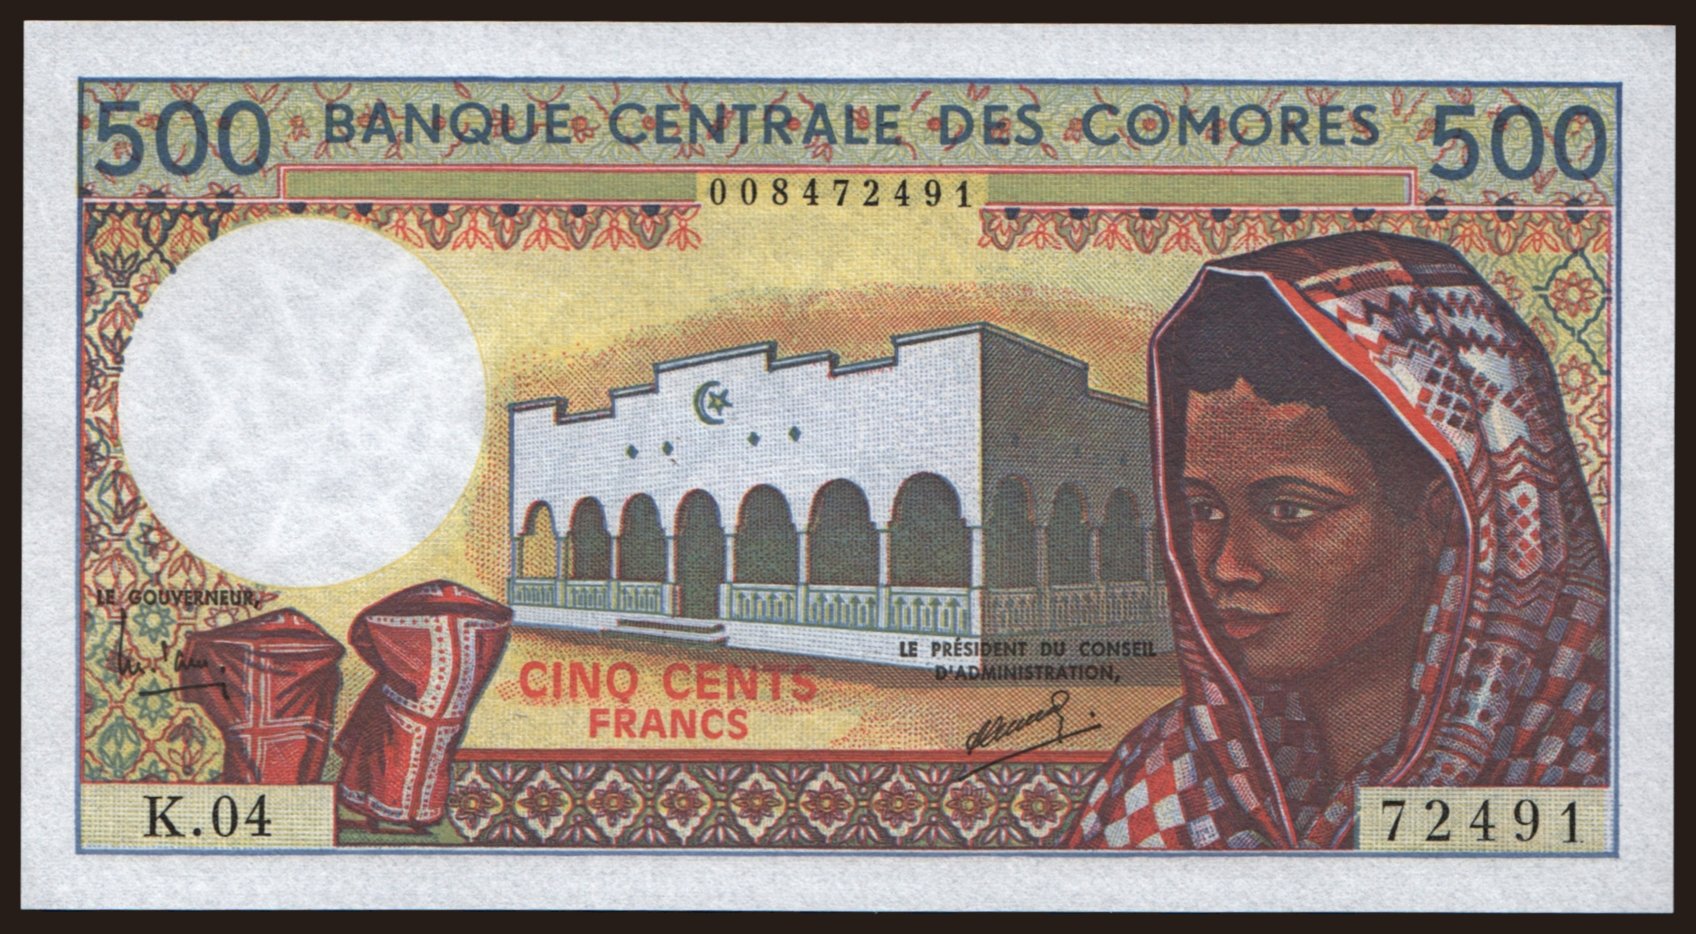 500 BANQUE CENTRALE DES COMORES 500
008472491
LE GOUVERNEUR,
LE PRÉSIDENT DU CONSEIL
D'ADMINISTRATION,
CINQ CENTS
FRANCS
K.04
72491